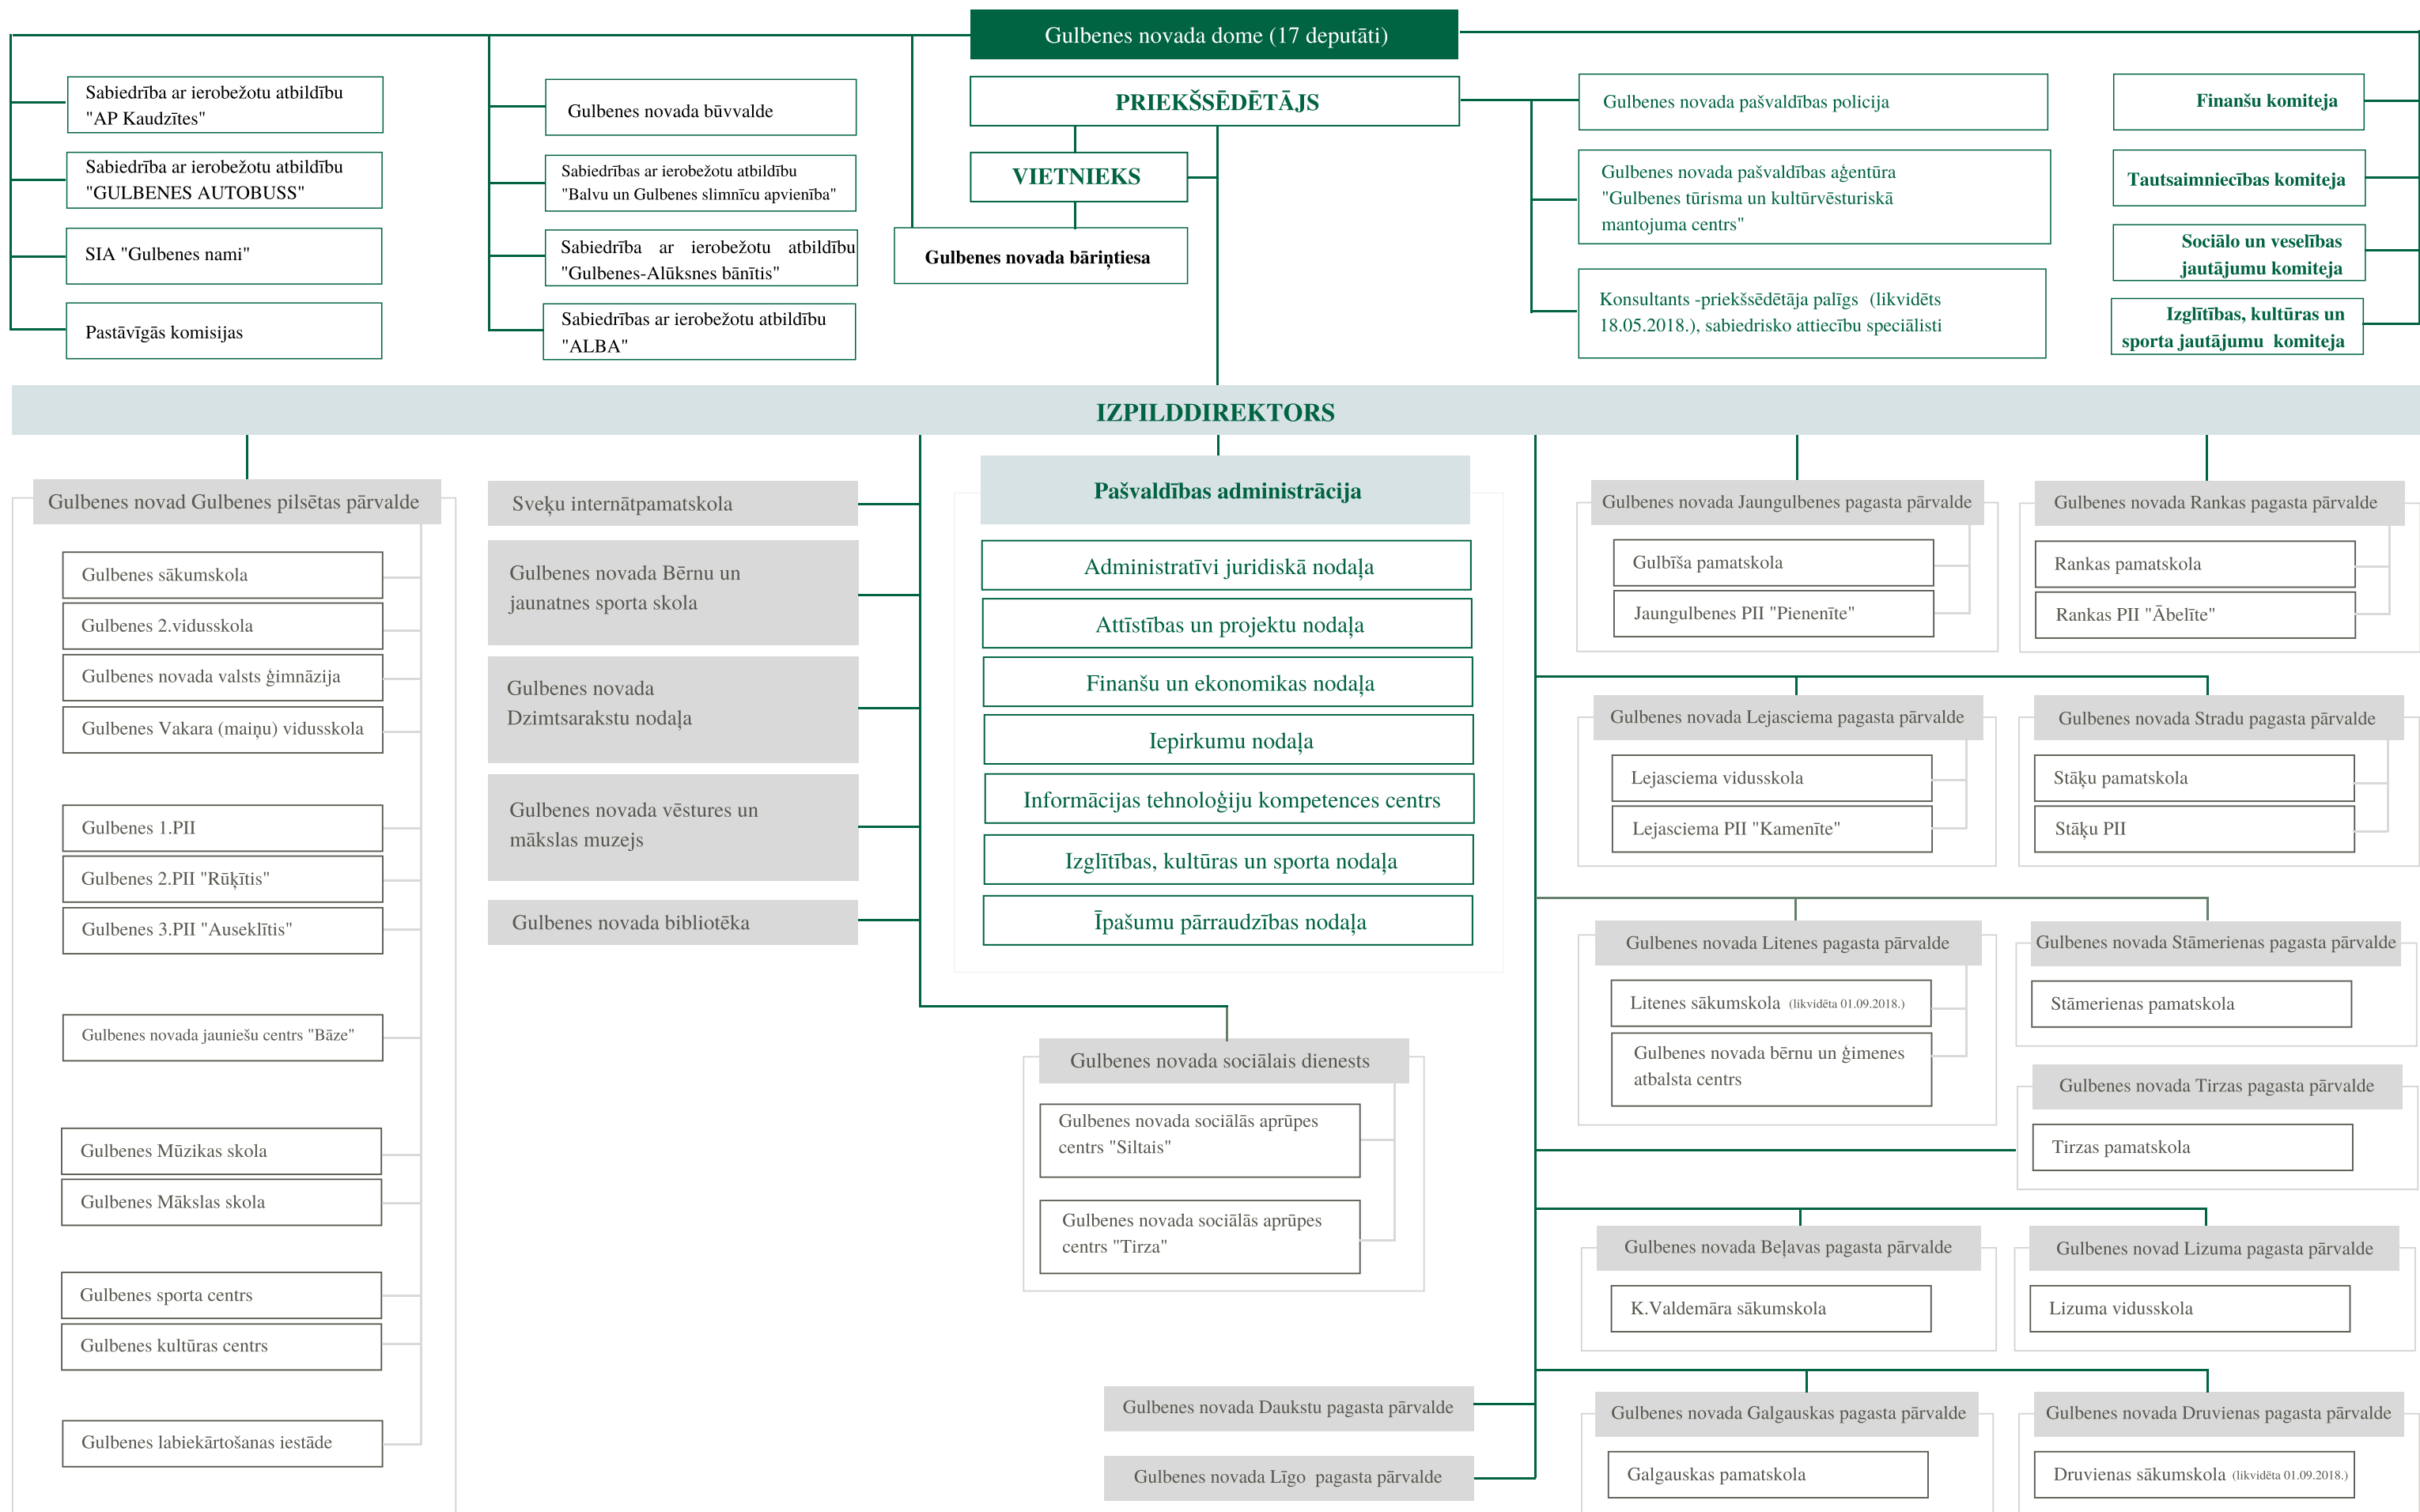 Gulbenes novada dome (17 deputāti)
Sabiedrība ar ierobežotu atbildību
"AP Kaudzītes"
Sabiedrība ar ierobežotu atbildību
"GULBENES AUTOBUSS"
SIA "Gulbenes nami"
Pastāvīgās komisijas
Gulbenes novada būvvalde
Sabiedrības ar ierobežotu atbildību
"Balvu un Gulbenes slimnīcu apvienība"
Sabiedrība ar ierobežotu atbildību
"Gulbenes-Alūksnes bānītis"
Sabiedrības ar ierobežotu atbildību
"ALBA"
PRIEKŠSĒDĒTĀJS
VIETNIEKS
Gulbenes novada bāriņtiesa
Gulbenes novada pašvaldības policija
Gulbenes novada pašvaldības aģentūra
"Gulbenes tūrisma un kultūrvēsturiskā
mantojuma centrs"
Konsultants -priekšsēdētāja palīgs (likvidēts
18.05.2018.), sabiedrisko attiecību speciālisti
Finanšu komiteja
Tautsaimniecības komiteja
Sociālo un veselības
jautājumu komiteja
Izglītības, kultūras un
sporta jautājumu komiteja
IZPILDDIREKTORS
Gulbenes novad Gulbenes pilsētas pārvalde
Gulbenes sākumskola
Gulbenes 2.vidusskola
Gulbenes novada valsts ģimnāzija
Gulbenes Vakara (maiņu) vidusskola
Gulbenes 1.PII
Gulbenes 2.PII "Rūķītis"
Gulbenes 3.PII "Auseklītis"
Gulbenes novada jauniešu centrs "Bāze"
Gulbenes Mūzikas skola
Gulbenes Mākslas skola
Gulbenes sporta centrs
Gulbenes kultūras centrs
Gulbenes labiekārtošanas iestāde
Sveķu internātpamatskola
Gulbenes novada Bērnu un
jaunatnes sporta skola
Gulbenes novada
Dzimtsarakstu nodaļa
Gulbenes novada vēstures un
mākslas muzejs
Gulbenes novada bibliotēka
Pašvaldības administrācija
Administratīvi juridiskā nodaļa
Attīstības un projektu nodaļa
Finanšu un ekonomikas nodaļa
Iepirkumu nodaļa
Informācijas tehnoloģiju kompetences centrs
Izglītības, kultūras un sporta nodaļa
Īpašumu pārraudzības nodaļa
Gulbenes novada sociālais dienests
Gulbenes novada sociālās aprūpes
centrs "Siltais"
Gulbenes novada sociālās aprūpes
centrs "Tirza"
Gulbenes novada Daukstu pagasta pārvalde
Gulbenes novada Līgo pagasta pārvalde
Gulbenes novada Jaungulbenes pagasta pārvalde
Gulbīša pamatskola
Jaungulbenes PII "Pienenīte"
Gulbenes novada Rankas pagasta pārvalde
Rankas pamatskola
Rankas PII "Ābelīte"
Gulbenes novada Lejasciema pagasta pārvalde
Lejasciema vidusskola
Lejasciema PII "Kamenīte"
Gulbenes novada Stradu pagasta pārvalde
Stāķu pamatskola
Stāķu PII
Gulbenes novada Litenes pagasta pārvalde
Litenes sākumskola (likvidēta 01.09.2018.)
Gulbenes novada bērnu un ģimenes
atbalsta centrs
Gulbenes novada Stāmerienas pagasta pārvalde
Stāmerienas pamatskola
Gulbenes novada Tirzas pagasta pārvalde
Tirzas pamatskola
Gulbenes novada Beļavas pagasta pārvalde
K.Valdemāra sākumskola
Gulbenes novad Lizuma pagasta pārvalde
Lizuma vidusskola
Gulbenes novada Galgauskas pagasta pārvalde
Galgauskas pamatskola
Gulbenes novada Druvienas pagasta pārvalde
Druvienas sākumskola (likvidēta 01.09.2018.)